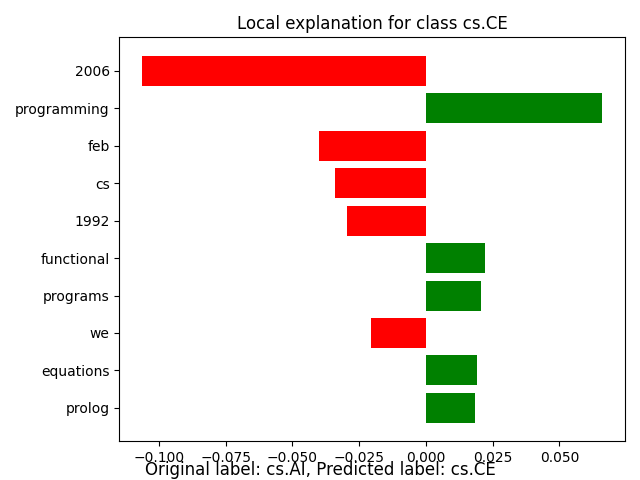 Local explanation for class cs.CE
2006
programming
feb
cs
1992
functional
programs
we
equations
prolog
−0.100 −0.075 −0.050 −0.025 0.000 0.025 0.050
Original label: cs.AI, Predicted label: cs.CE